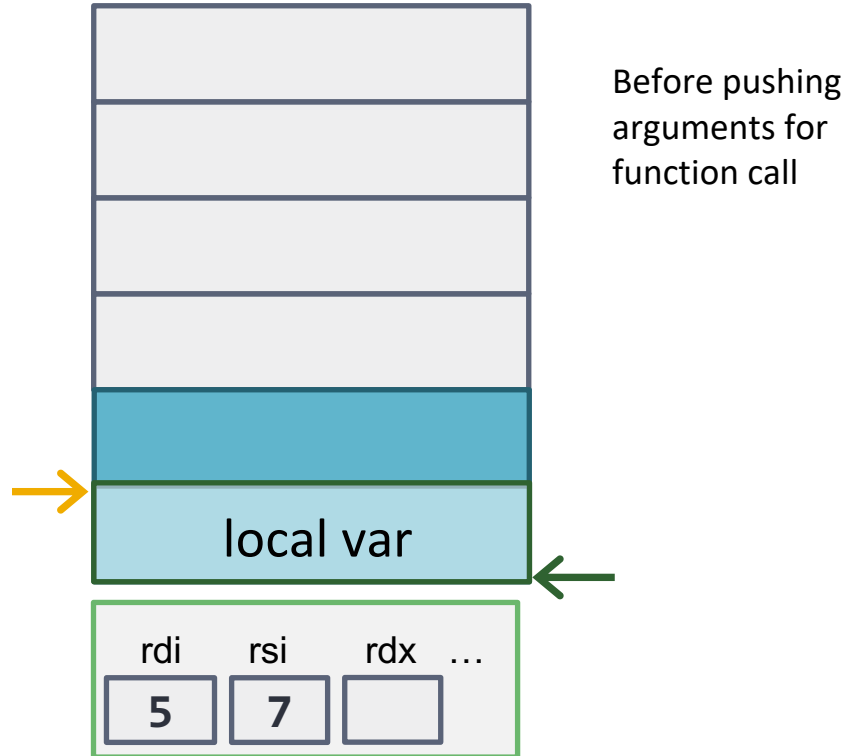 Before pushing
arguments for
function call
local var
rdi rsi rdx …
5 7